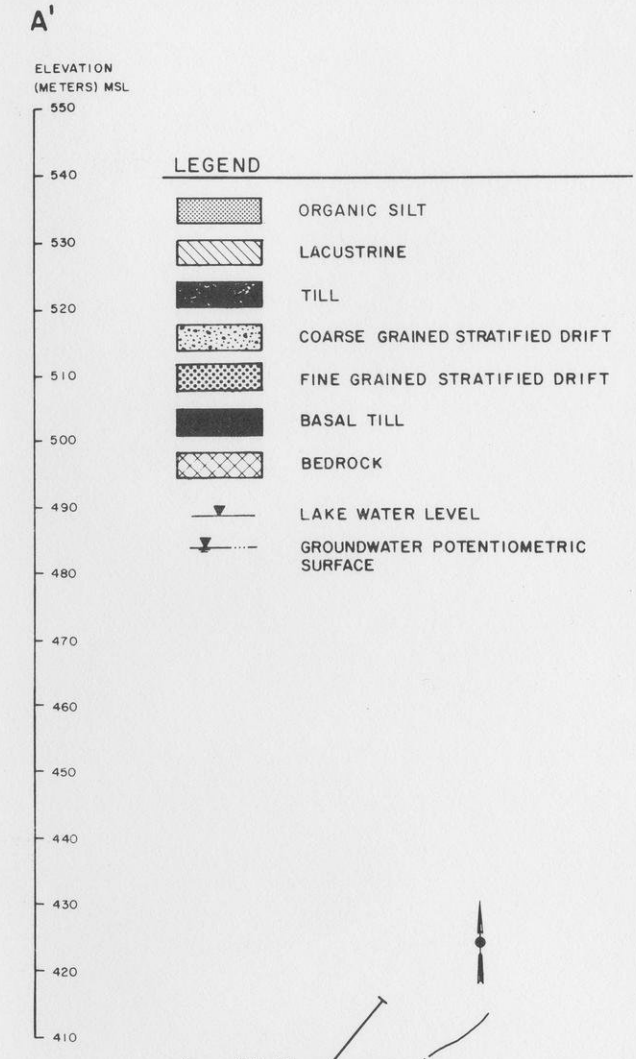 A'
ELEVATION
(METERS) MSL
550
540
530
520
510
500
490
480
470
460
450
440
430
420
410
LEGEND
ORGANIC SILT
LACUSTRINE
TILL
COARSE GRAINED STRATIFIED DRIFT
FINE GRAINED STRATIFIED DRIFT
BASAL TILL
BEDROCK
LAKE WATER LEVEL
GROUNDWATER POTENTIOMETRIC
SURFACE